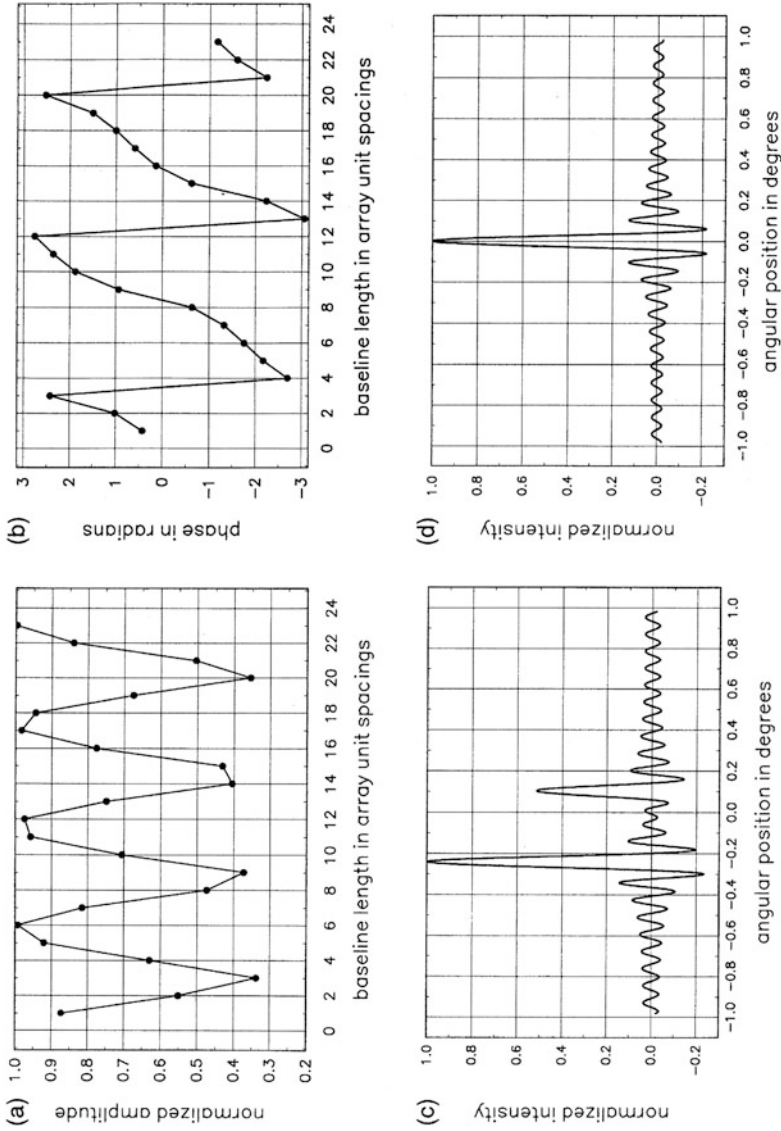 (a)
normalized amplitude
1.0
0.9
0.8
0.7
0.6
0.5
0.4
0.3
0.2
0 2 4 6 8 10 12 14 16 18 20 22 24
baseline length in array unit spacings
(b)
phase in radians
3
2
1
0
-1
-2
-3
0 2 4 6 8 10 12 14 16 18 20 22 24
baseline length in array unit spacings
(c)
normalized intensity
1.0
0.8
0.6
0.4
0.2
0.0
-0.2
-1.0 -0.8 -0.6 -0.4 -0.2 0.0 0.2 0.4 0.6 0.8 1.0
angular position in degrees
(d)
normalized intensity
1.0
0.8
0.6
0.4
0.2
0.0
-0.2
-1.0 -0.8 -0.6 -0.4 -0.2 0.0 0.2 0.4 0.6 0.8 1.0
angular position in degrees